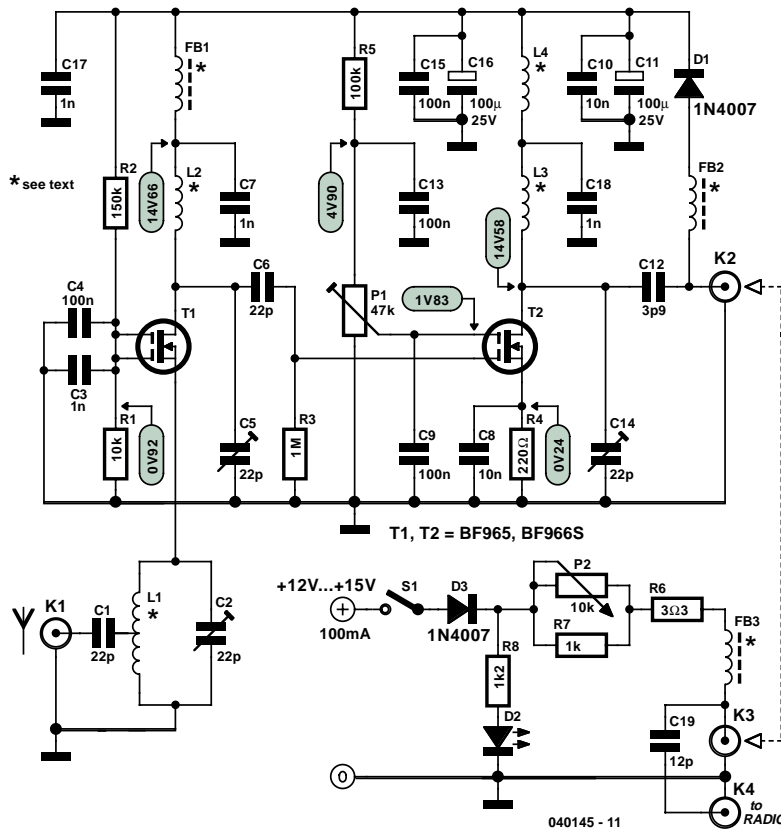 C17
1n
FB1
*
R5
100k
C15
100n
C16
100µ
25V
L4
*
C10
10n
C11
100µ
25V
D1
1N4007
* see text
R2
150k
14V66
L2
*
C7
1n
4V90
C13
100n
14V58
L3
*
C18
1n
FB2
*
K2
C4
100n
C6
22p
T1
P1
47k
1V83
T2
C12
3p9
C3
1n
R1
10k
0V92
C5
22p
R3
1M
C9
100n
C8
10n
R4
220Ω
0V24
C14
22p
T1, T2 = BF965, BF966S
K1
C1
22p
L1
*
C2
22p
+12V...+15V
100mA
S1
D3
1N4007
P2
10k
R7
1k
R6
3Ω3
FB3
*
R8
1k2
D2
C19
12p
K3
0
K4
to
RADIO
040145 - 11